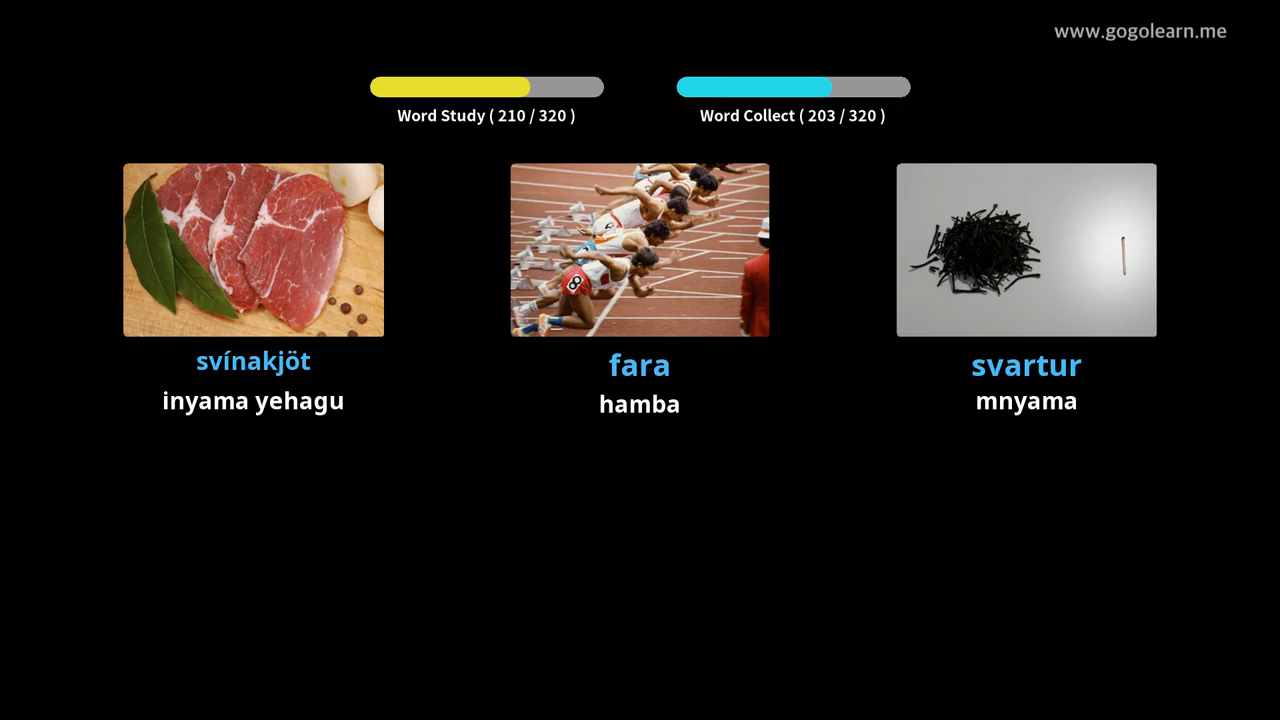 www.gogolearn.me
Word Study ( 210 / 320 )
Word Collect ( 203 / 320 )
svínakjöt
inyama yehagu
fara
hamba
svartur
mnyama